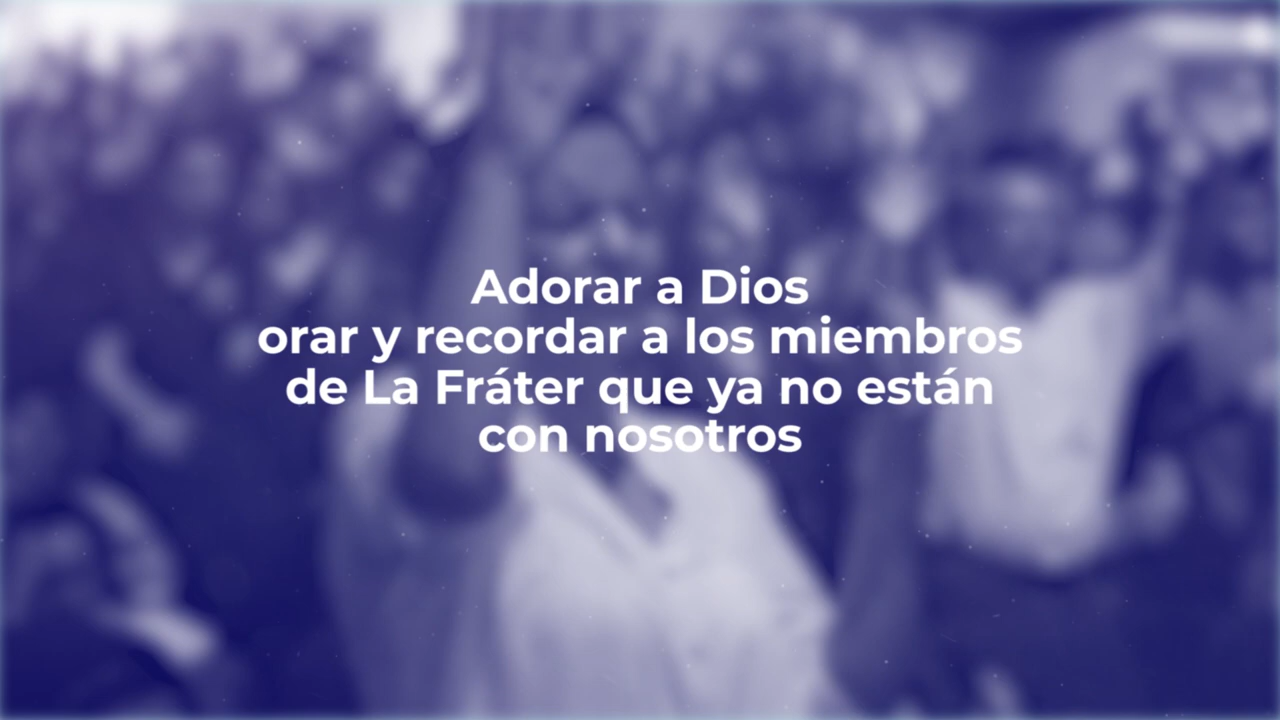 Adorar a Dios
orar y recordar a los miembros
de La Fráter que ya no están
con nosotros